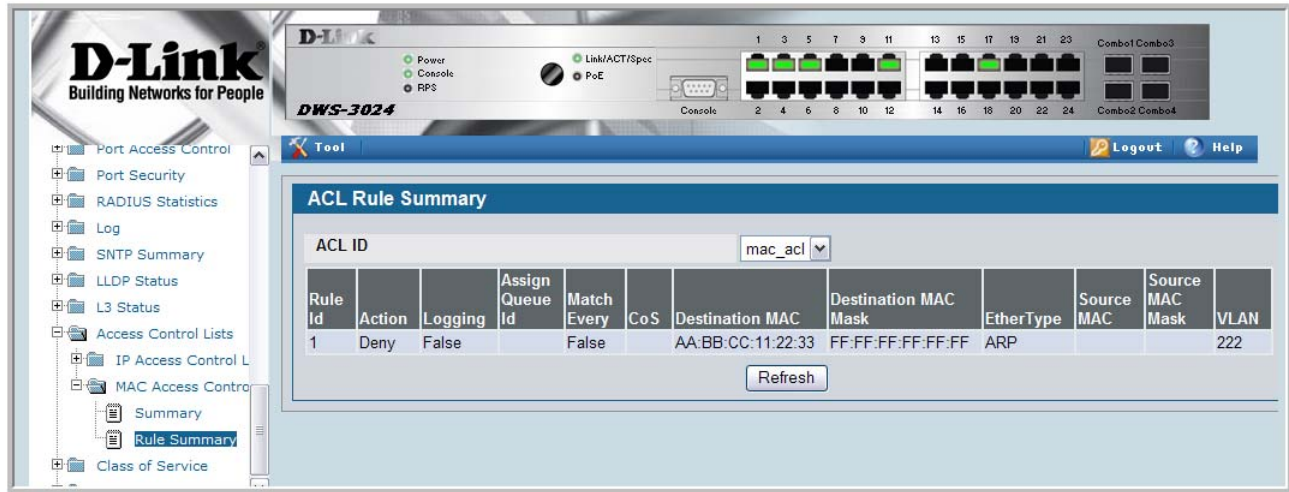 D-Link
Building Networks for People
D-Link
Power
Console
RPS
Link/ACT/Spec
PoE
DWS-3024
Console
1 3 5 7 9 11 13 15 17 19 21 23
2 4 6 8 10 12 14 16 18 20 22 24
Combo1 Combo3
Combo2 Combo4
Tool
Logout
Help
Port Access Control
Port Security
RADIUS Statistics
Log
SNTP Summary
LLDP Status
L3 Status
Access Control Lists
IP Access Control L
MAC Access Contro
Summary
Rule Summary
Class of Service
ACL Rule Summary
ACL ID mac_acl
Rule Id Action Logging Assign Queue Id Match Every CoS Destination MAC Destination MAC Mask EtherType Source MAC Source MAC Mask VLAN
1 Deny False False AA:BB:CC:11:22:33 FF:FF:FF:FF:FF:FF ARP 222
Refresh